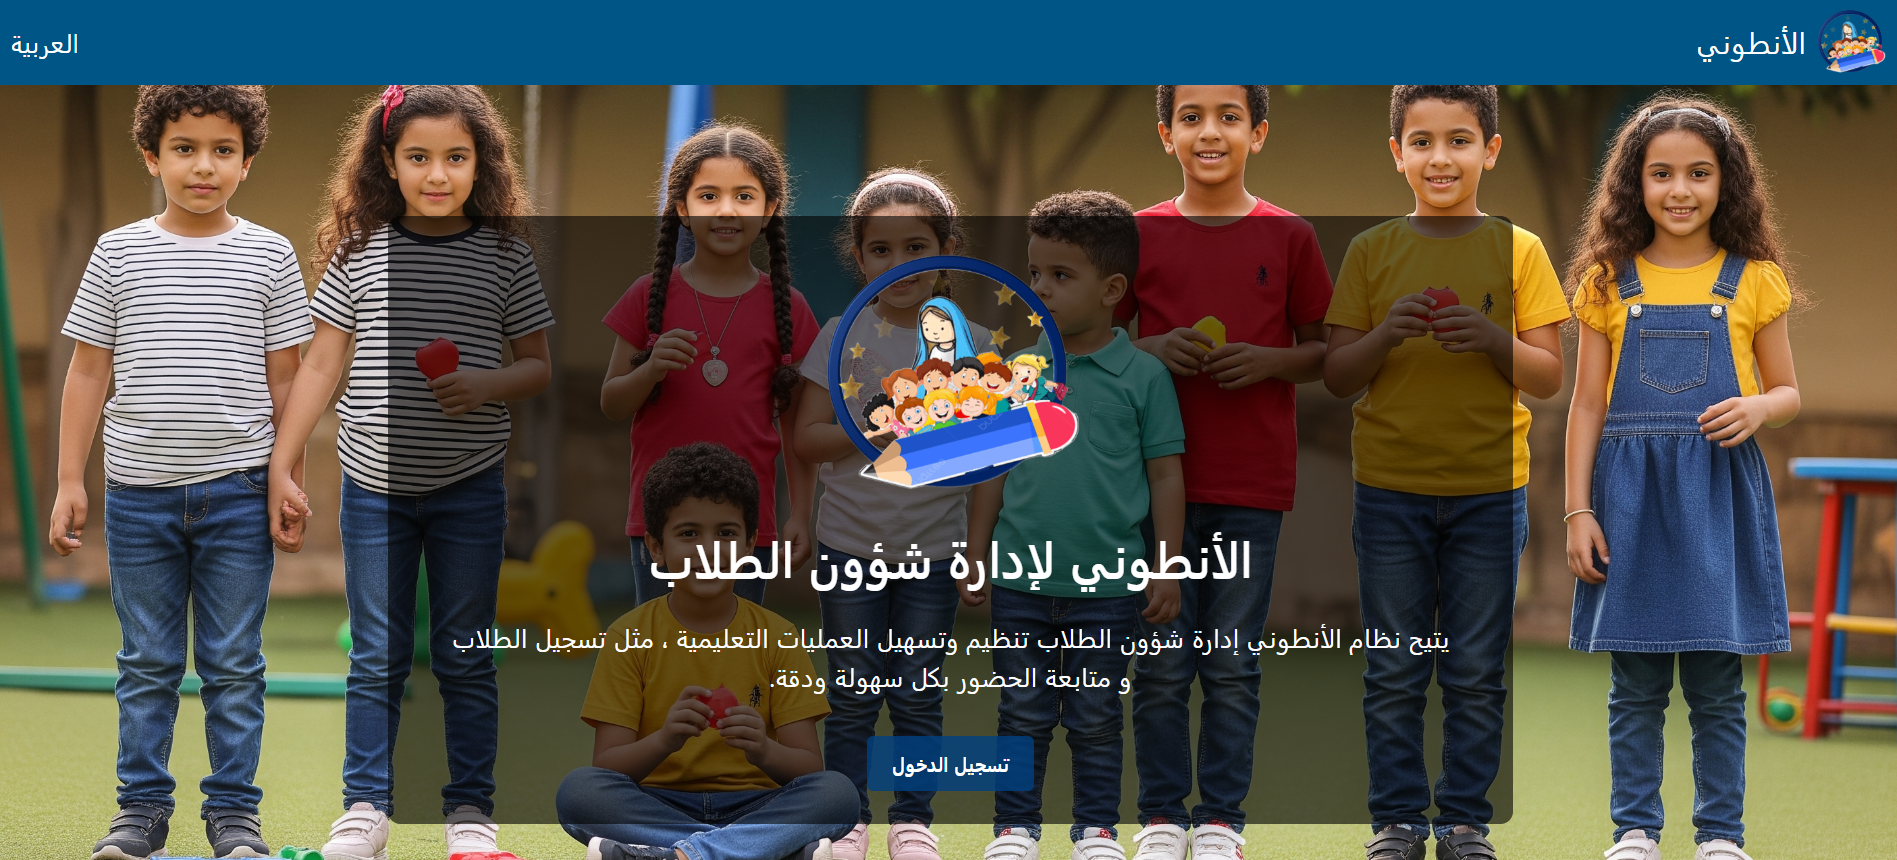 الأنطوني
العربية
الأنطوني لإدارة شؤون الطلاب
يتيح نظام الأنطوني إدارة شؤون الطلاب تنظيم وتسهيل العمليات التعليمية ، مثل تسجيل الطلاب
و متابعة الحضور بكل سهولة ودقة.
تسجيل الدخول